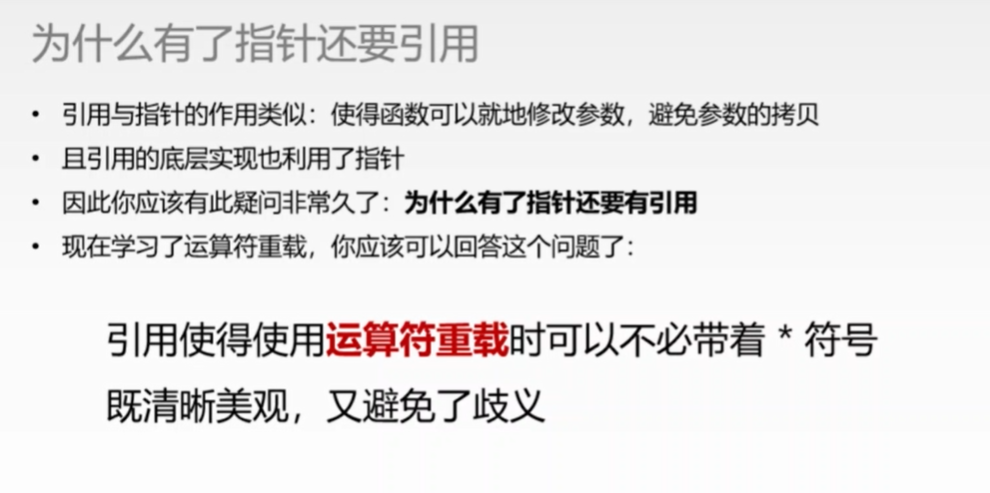 为什么有了指针还要引用
• 引用与指针的作用类似：使得函数可以就地修改参数，避免参数的拷贝
• 且引用的底层实现也利用了指针
• 因此你应该有此疑问非常久了：为什么有了指针还要有引用
• 现在学习了运算符重载，你应该可以回答这个问题了：
引用使得使用运算符重载时可以不必带着 * 符号
既清晰美观，又避免了歧义